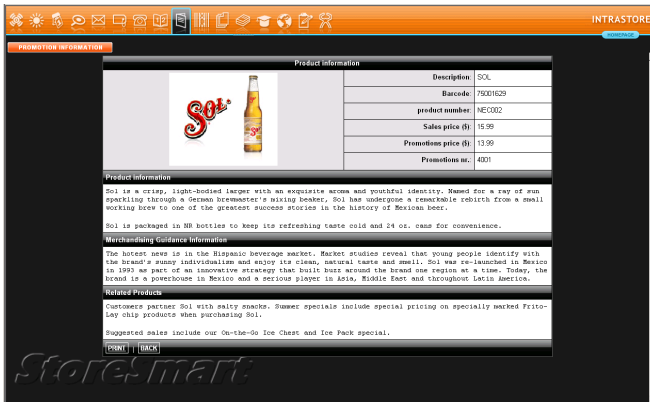 INTRASTORE
HOMEPAGE
PROMOTION INFORMATION
Product information
Description: SOL
Barcode: 75001629
product number: NEC002
Sales price ($): 15.99
Promotions price ($): 13.99
Promotions nr.: 4001
Sol
Sol
Product information
Sol is a crisp, light-bodied larger with an exquisite aroma and youthful identity. Named for a ray of sun
sparkling through a German brewmaster's mixing beaker, Sol has undergone a remarkable rebirth from a small
working brew to one of the greatest success stories in the history of Mexican beer.
Sol is packaged in NR bottles to keep its refreshing taste cold and 24 oz. cans for convenience.
Merchandising Guidance Information
The hottest news is in the Hispanic beverage market. Market studies reveal that young people identify with
the brand's sunny individualism and enjoy its clean, natural taste and smell. Sol was re-launched in Mexico
in 1993 as part of an innovative strategy that built buzz around the brand one region at a time. Today, the
brand is a powerhouse in Mexico and a serious player in Asia, Middle East and throughout Latin America.
Related Products
Customers partner Sol with salty snacks. Summer specials include special pricing on specially marked Frito-
Lay chip products when purchasing Sol.
Suggested sales include our On-the-Go Ice Chest and Ice Pack special.
PRINT | BACK
StoreSmart